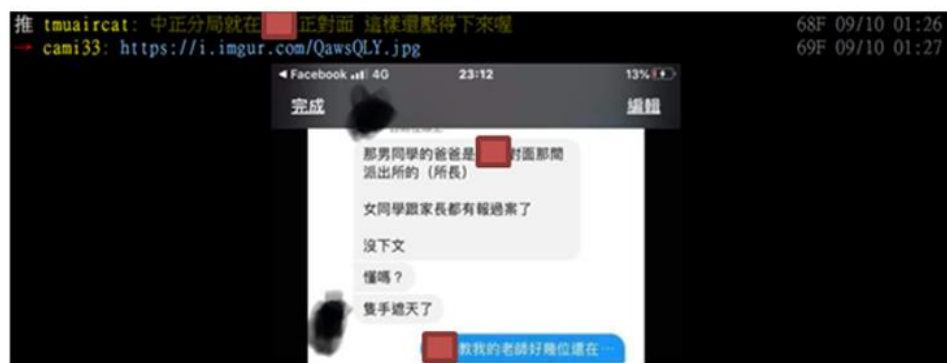 推 tmuaircat: 中正分局就在 正對面 這樣還壓得下來喔 68F 09/10 01:26
→ cami33: https://i.imgur.com/QawsQLY.jpg 69F 09/10 01:27
Facebook 4G 23:12 13%
完成 編輯
那男同學的爸爸是 對面那間
派出所的（所長）
女同學跟家長都有報過案了
沒下文
懂嗎？
隻手遮天了
教我的老師好幾位還在…